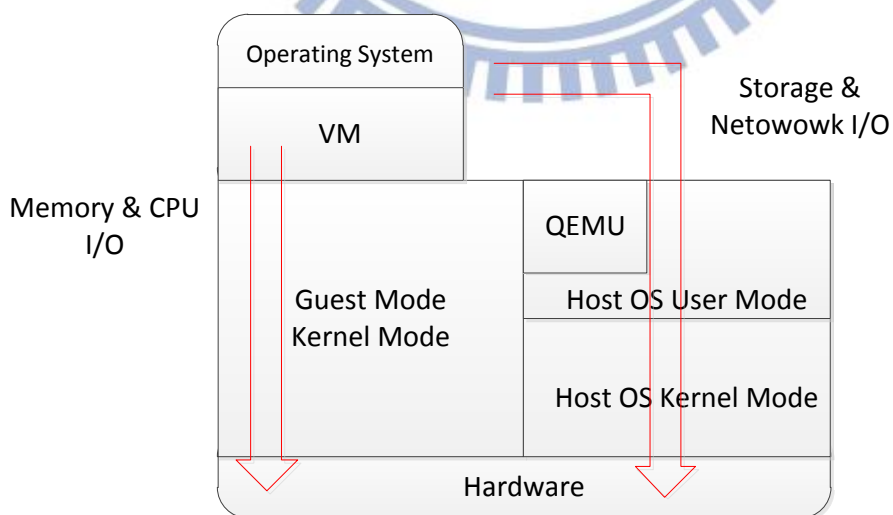 Operating System
VM
Storage &
Netowowk I/O
Memory & CPU
I/O
QEMU
Guest Mode
Kernel Mode
Host OS User Mode
Host OS Kernel Mode
Hardware